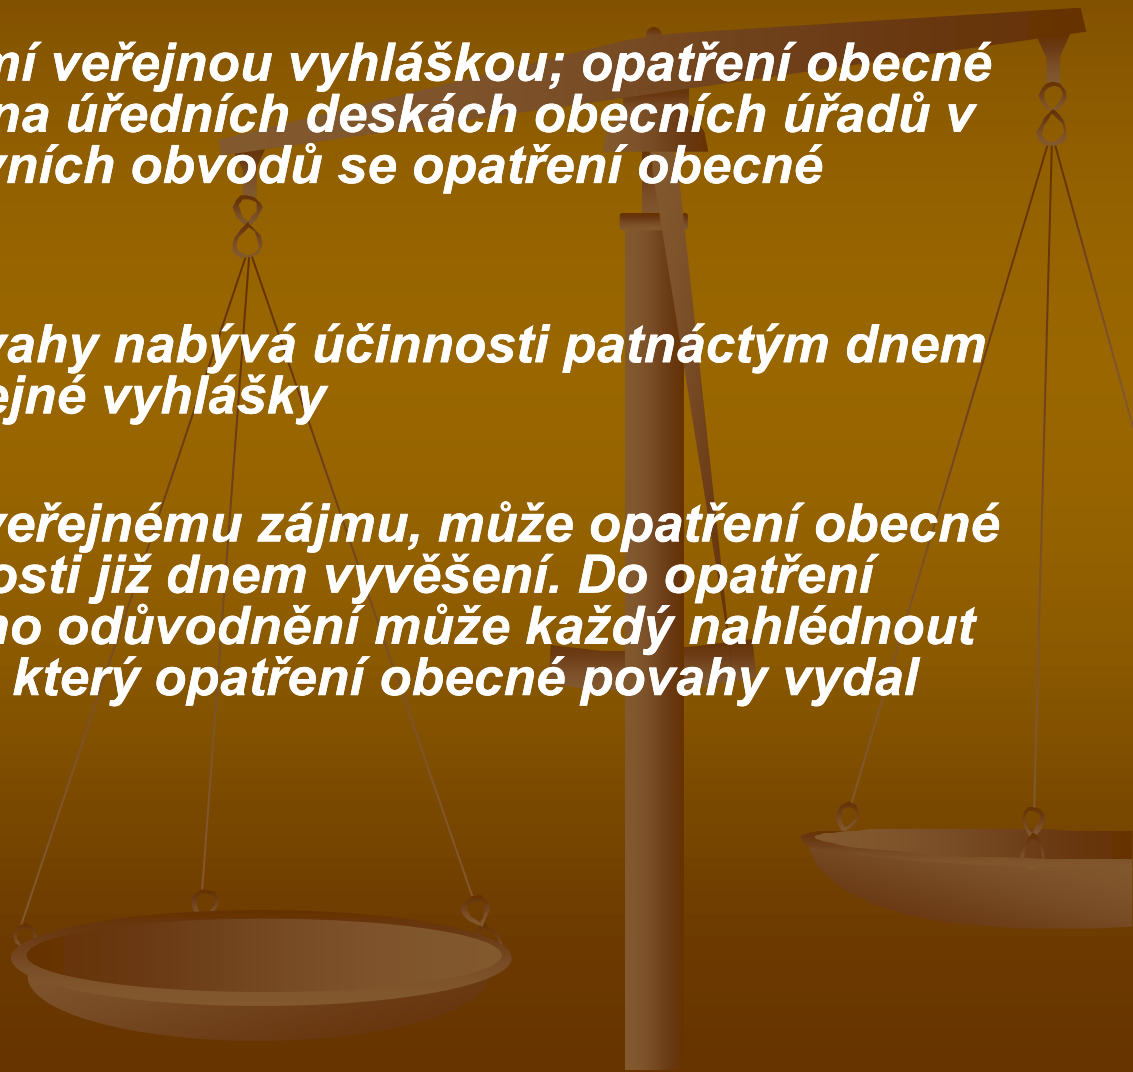 mí veřejnou vyhláškou; opatření obecné
na úředních deskách obecních úřadů v
vních obvodů se opatření obecné
vahy nabývá účinnosti patnáctým dnem
ejné vyhlášky
veřejnému zájmu, může opatření obecné
osti již dnem vyvěšení. Do opatření
ho odůvodnění může každý nahlédnout
který opatření obecné povahy vydal